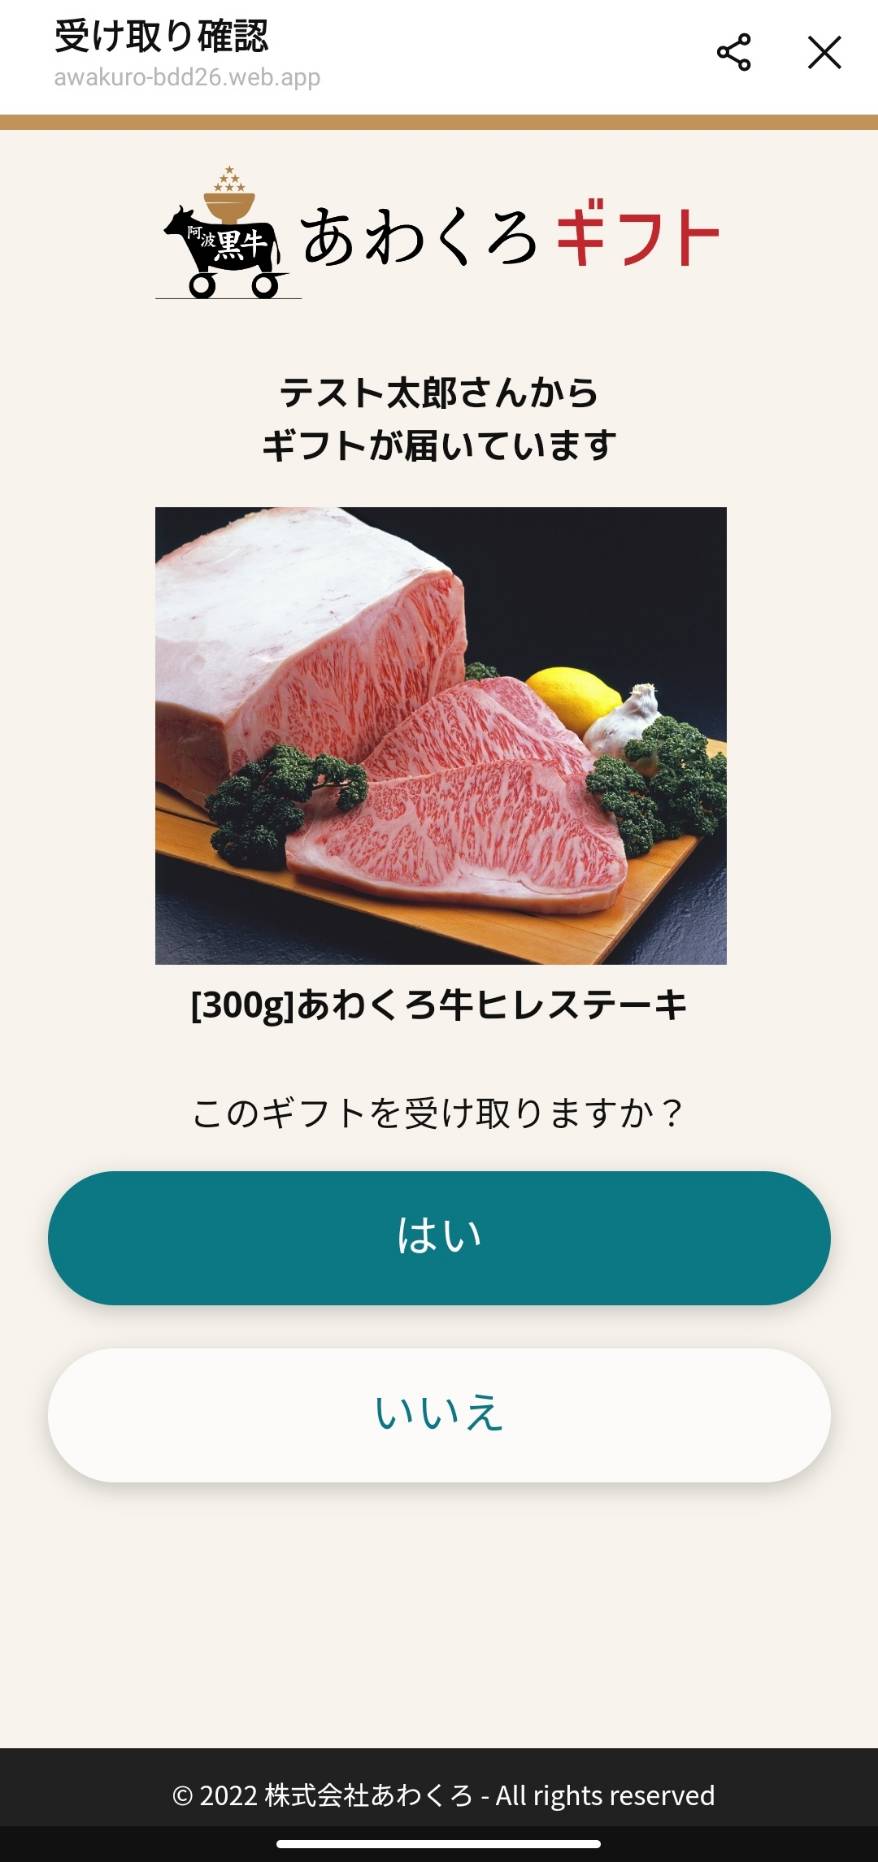 受け取り確認
awakuro-bdd26.web.app
阿波黒牛
あわくろギフト
テスト太郎さんから
ギフトが届いています
[300g]あわくろ牛ヒレステーキ
このギフトを受け取りますか？
はい
いいえ
© 2022 株式会社あわくろ - All rights reserved